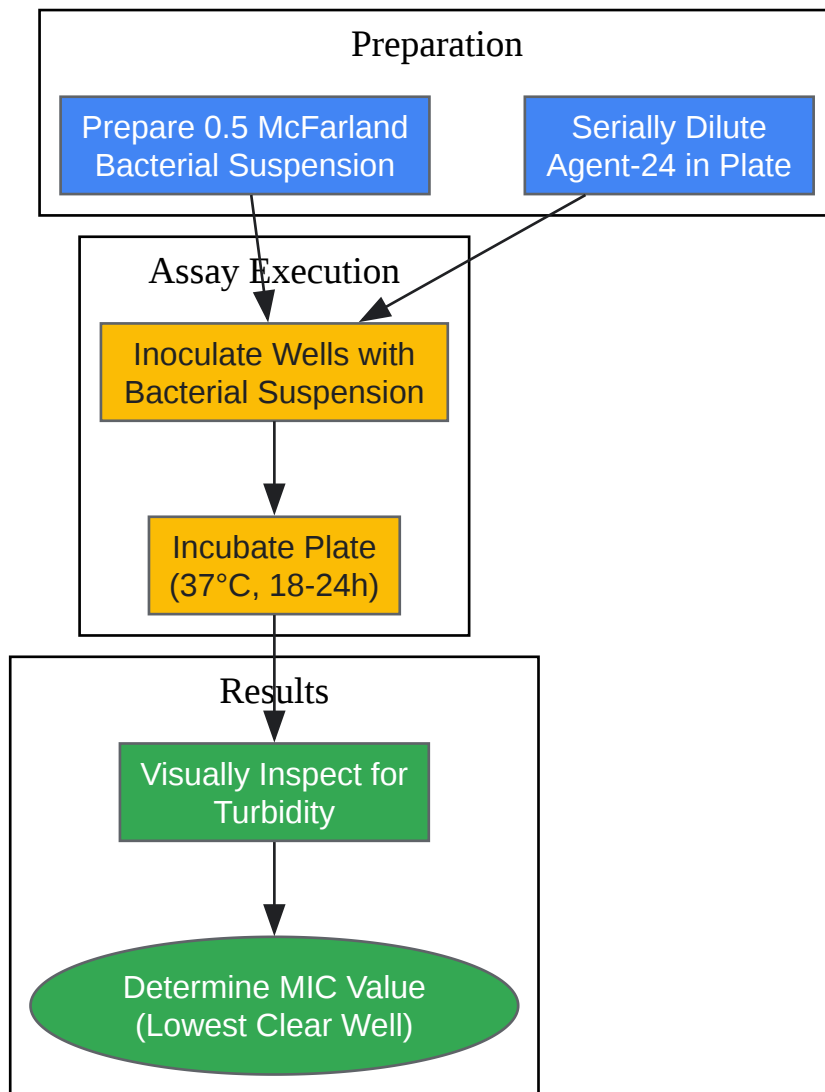 Preparation
Prepare 0.5 McFarland
Bacterial Suspension
Serially Dilute
Agent-24 in Plate
Assay Execution
Inoculate Wells with
Bacterial Suspension
Incubate Plate
(37°C, 18-24h)
Results
Visually Inspect for
Turbidity
Determine MIC Value
(Lowest Clear Well)